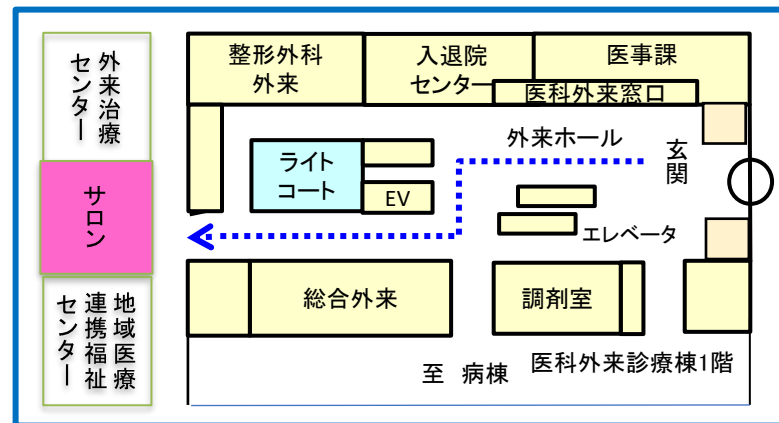 外来治療
センター
サロン
地域医療
連携福祉
センター
整形外科
外来
入退院
センター
医事課
医科外来窓口
外来ホール
玄関
ライト
コート
EV
エレベータ
総合外来
調剤室
至 病棟
医科外来診療棟1階